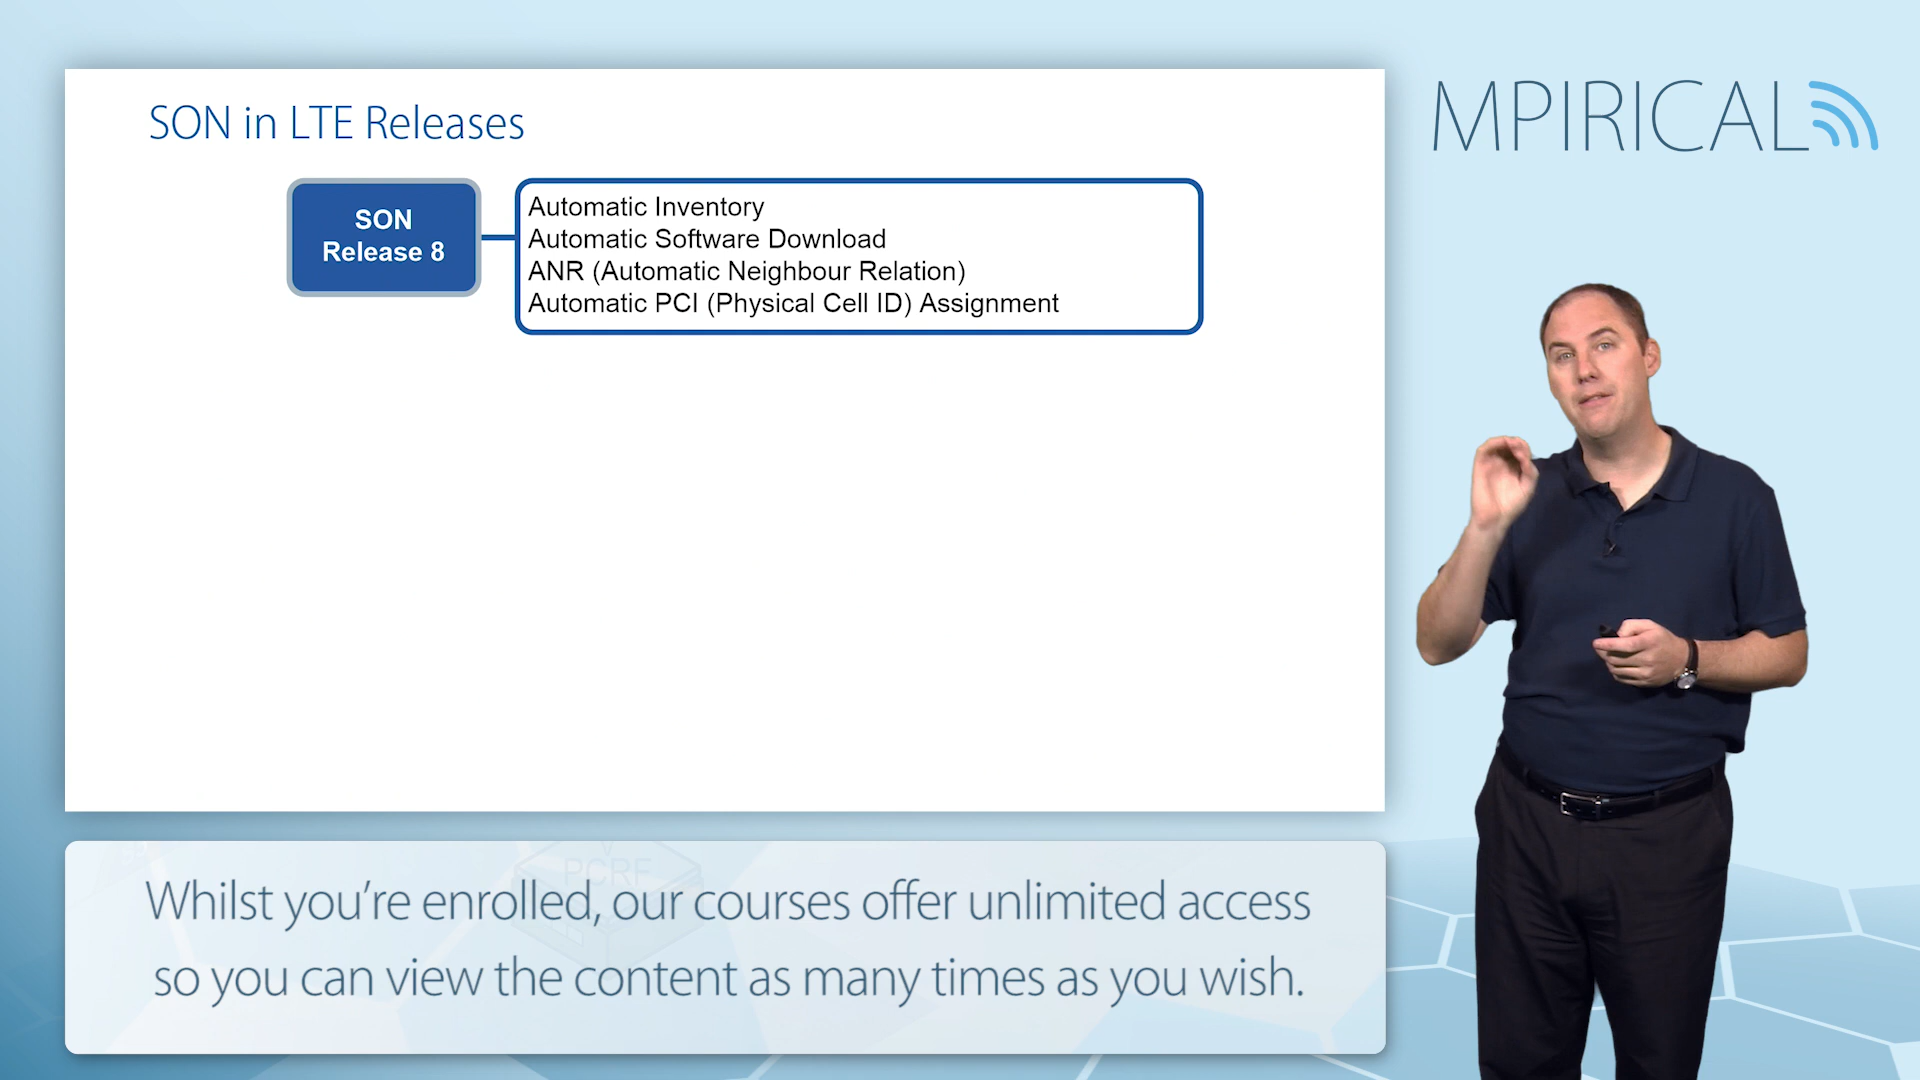 SON in LTE Releases
MPIRICAL
SON
Release 8
Automatic Inventory
Automatic Software Download
ANR (Automatic Neighbour Relation)
Automatic PCI (Physical Cell ID) Assignment
PCRF
Whilst you're enrolled, our courses offer unlimited access
so you can view the content as many times as you wish.